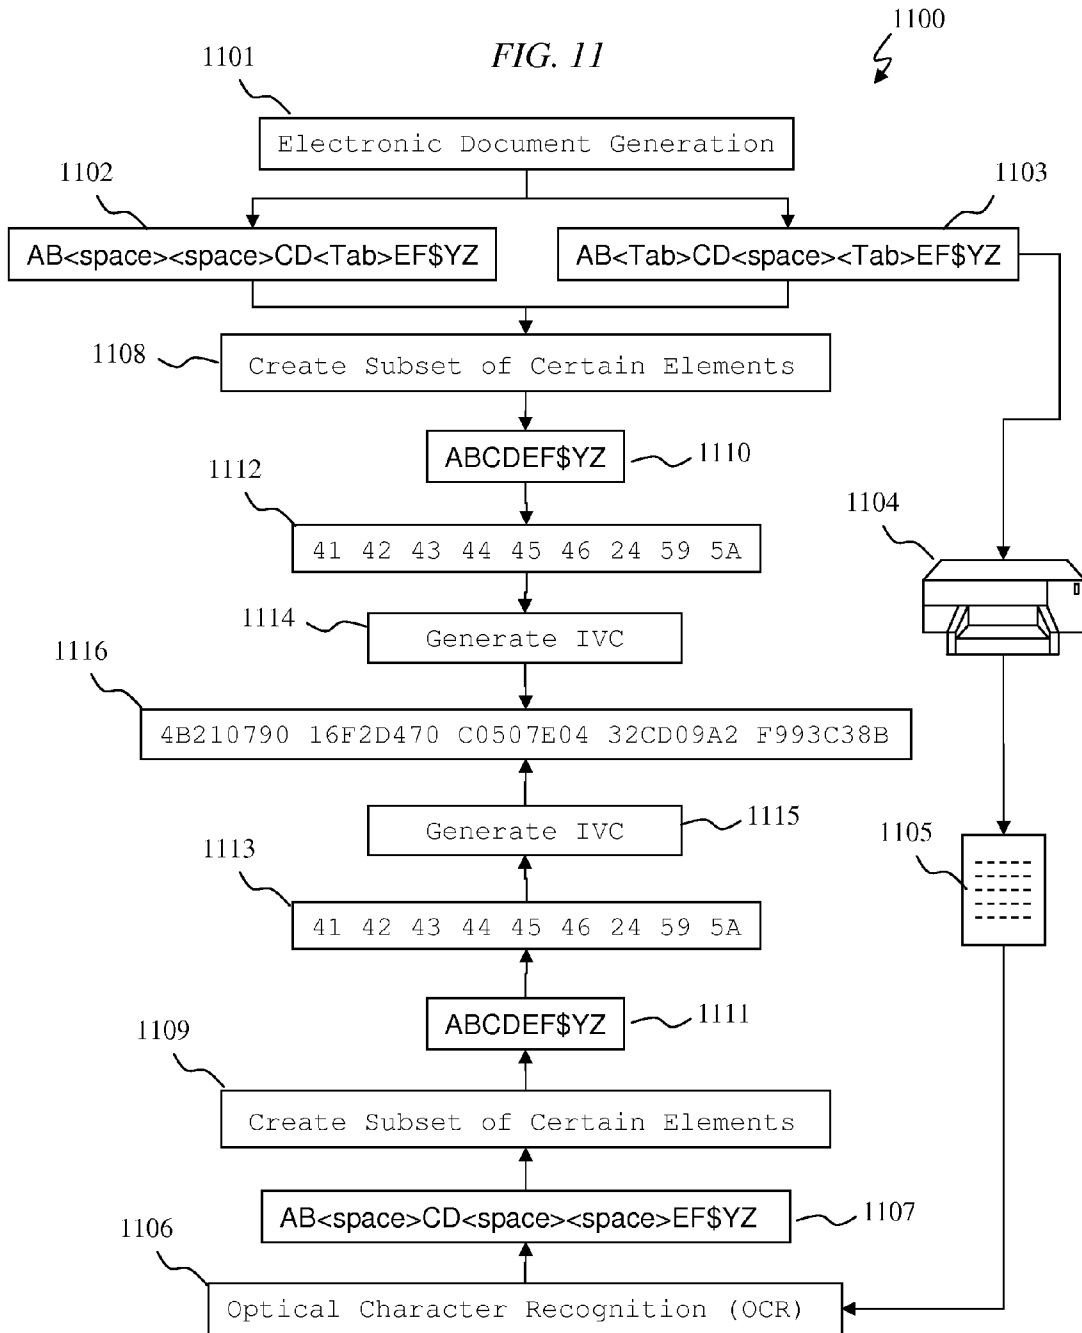 1100
FIG. 11
1101
Electronic Document Generation
1102
1103
AB<space><space>CD<Tab>EF$YZ
AB<Tab>CD<space><Tab>EF$YZ
1108
Create Subset of Certain Elements
ABCDEF$YZ
1110
1112
1104
41 42 43 44 45 46 24 59 5A
1114
Generate IVC
1116
4B210790 16F2D470 C0507E04 32CD09A2 F993C38B
Generate IVC
1115
1105
1113
41 42 43 44 45 46 24 59 5A
ABCDEF$YZ
1111
1109
Create Subset of Certain Elements
AB<space>CD<space><space>EF$YZ
1107
1106
Optical Character Recognition (OCR)